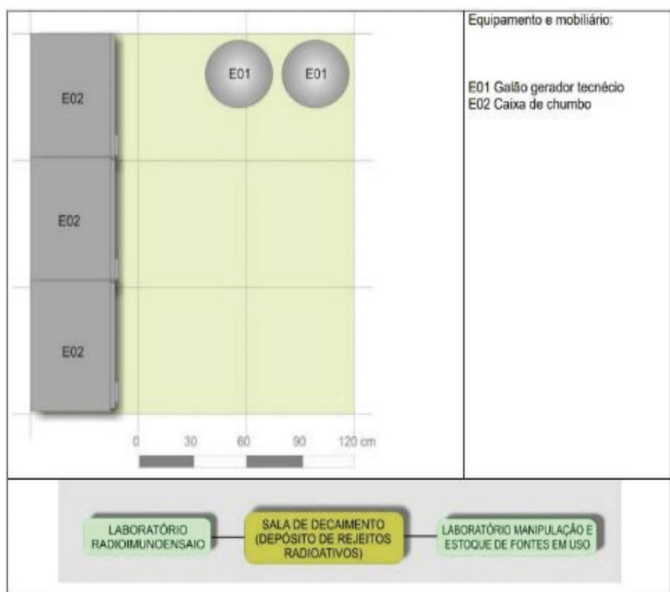 Equipamento e mobiliário:
E01 Galão gerador tecnécio
E02 Caixa de chumbo
E01
E01
E02
E02
E02
0 30 60 90 120 cm
LABORATÓRIO
RADIOIMUNOENSAIO
SALA DE DECAIMENTO
(DEPÓSITO DE REJEITOS
RADIOATIVOS)
LABORATÓRIO MANIPULAÇÃO E
ESTOQUE DE FONTES EM USO